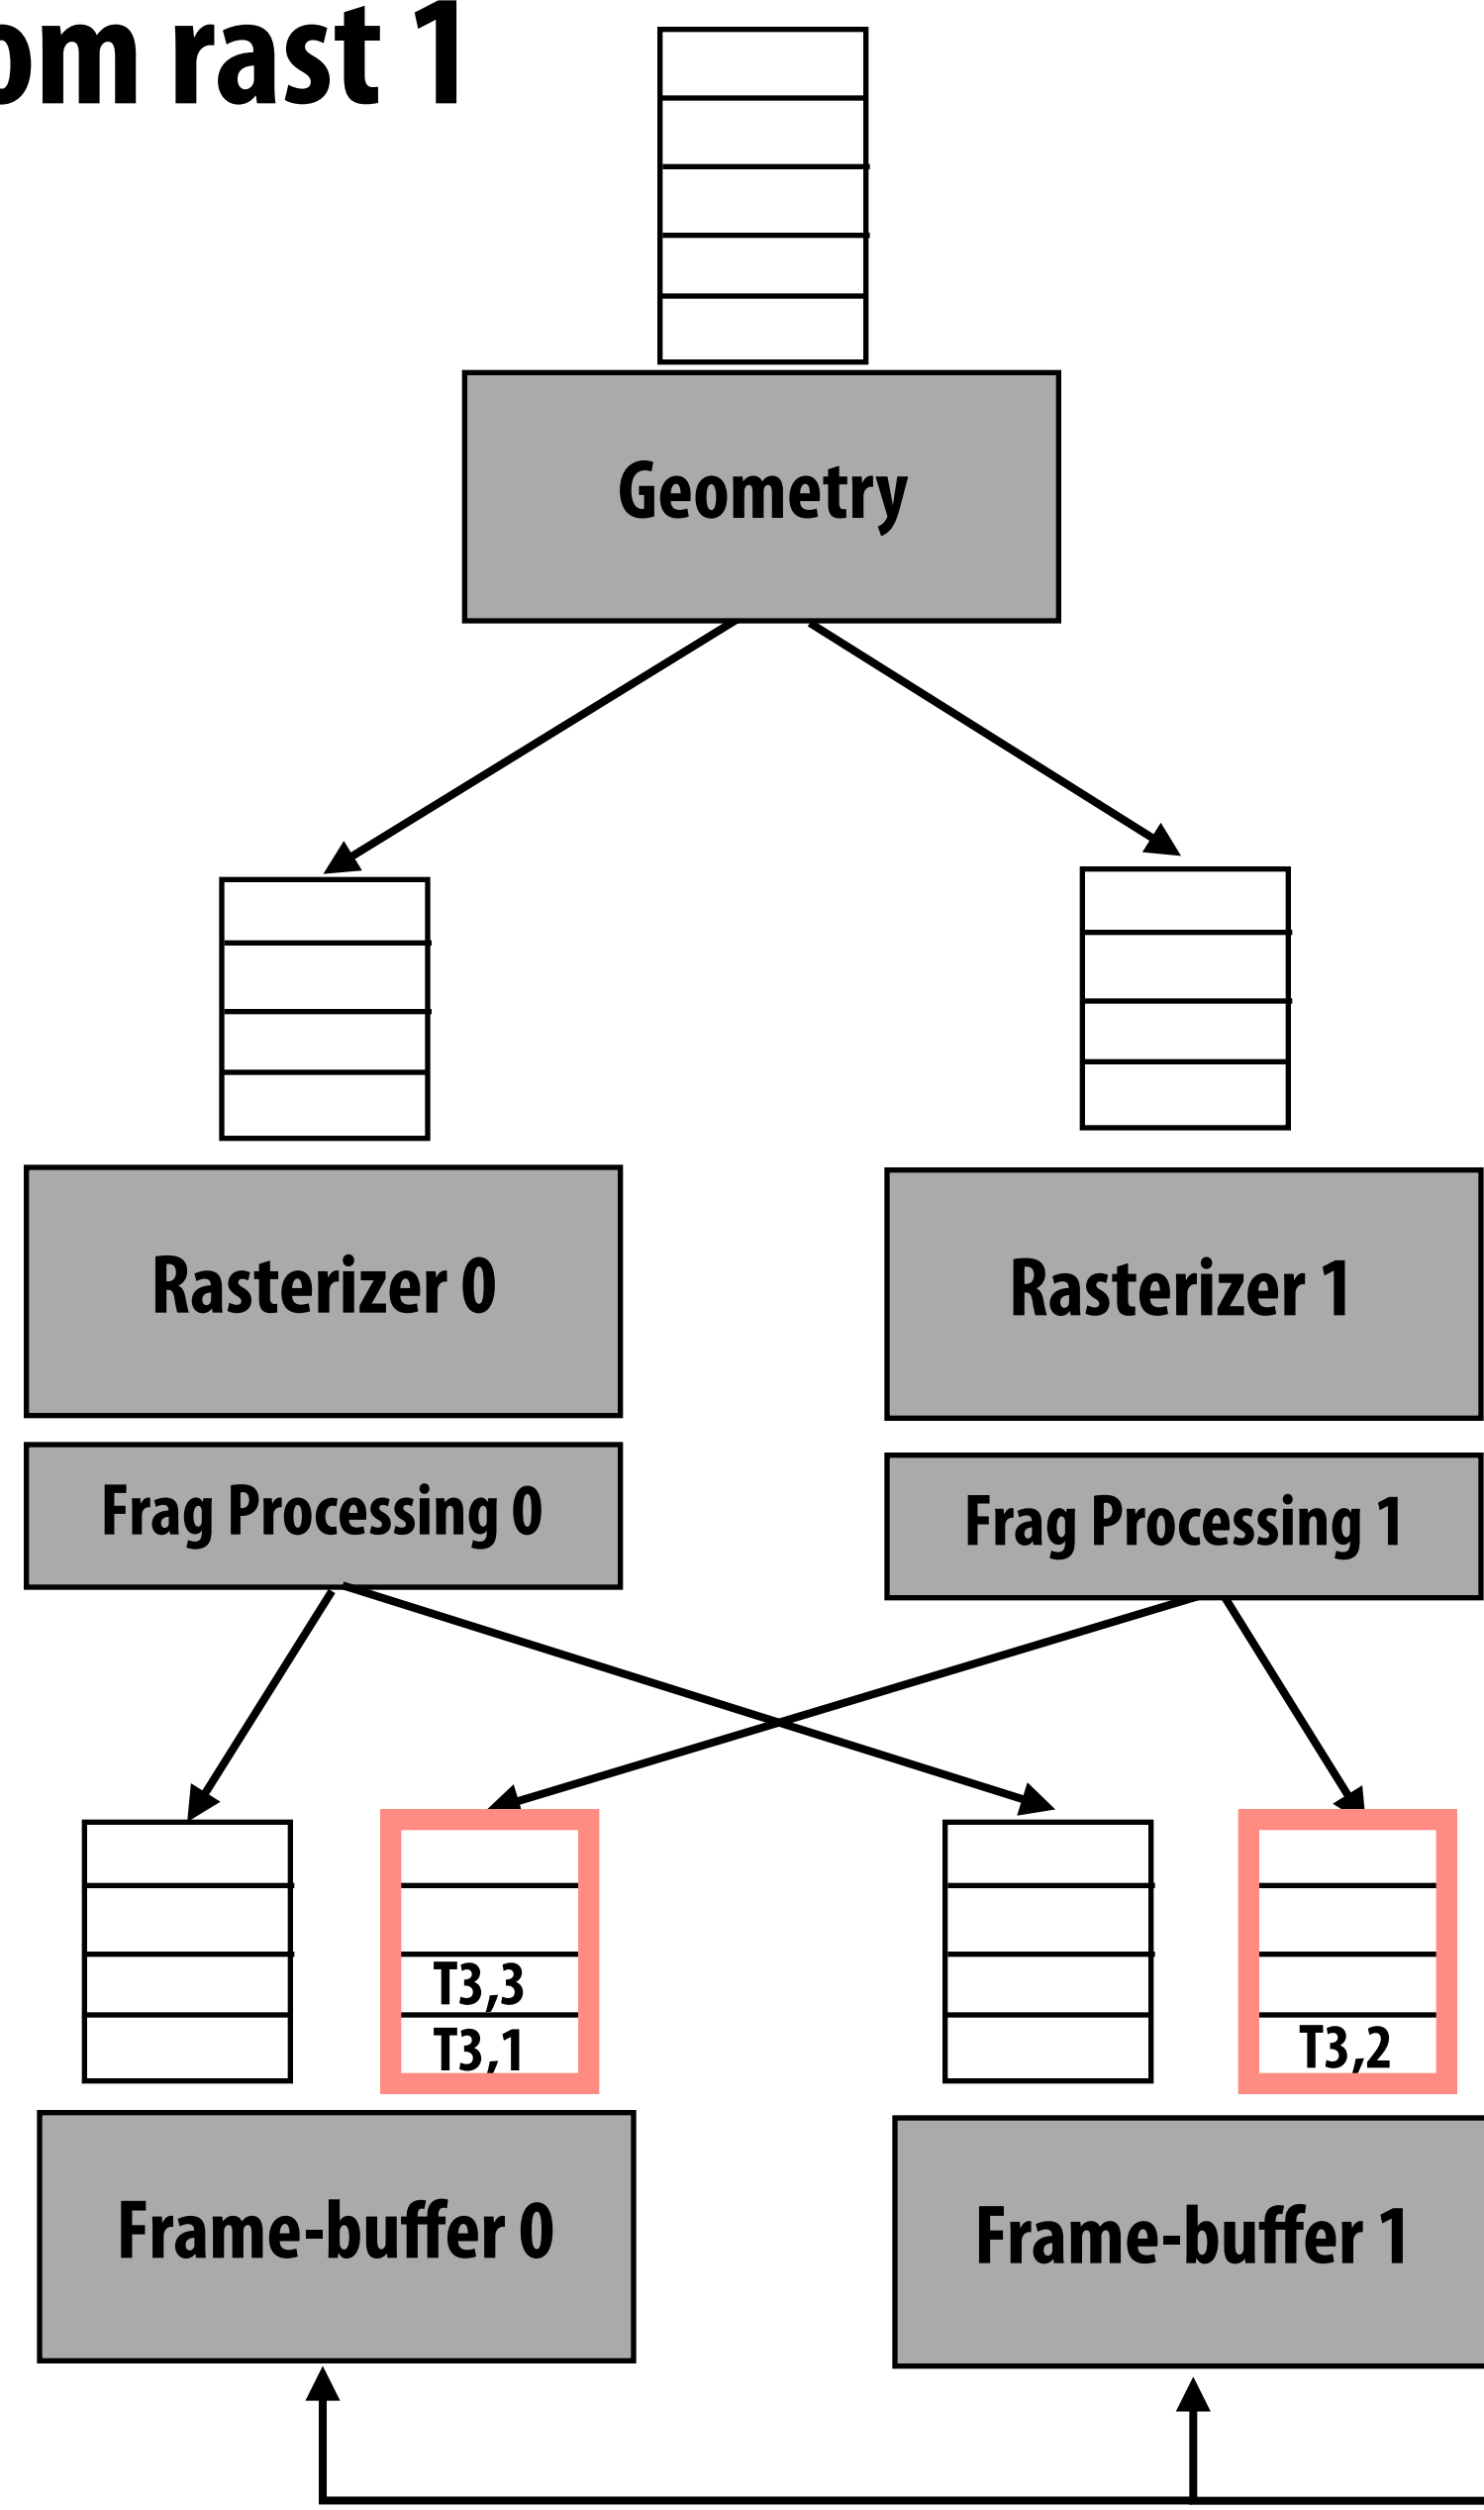 rast 1
Geometry
Rasterizer 0
Rasterizer 1
Frag Processing 0
Frag Processing 1
T3,3
T3,1
T3,2
Frame-buffer 0
Frame-buffer 1